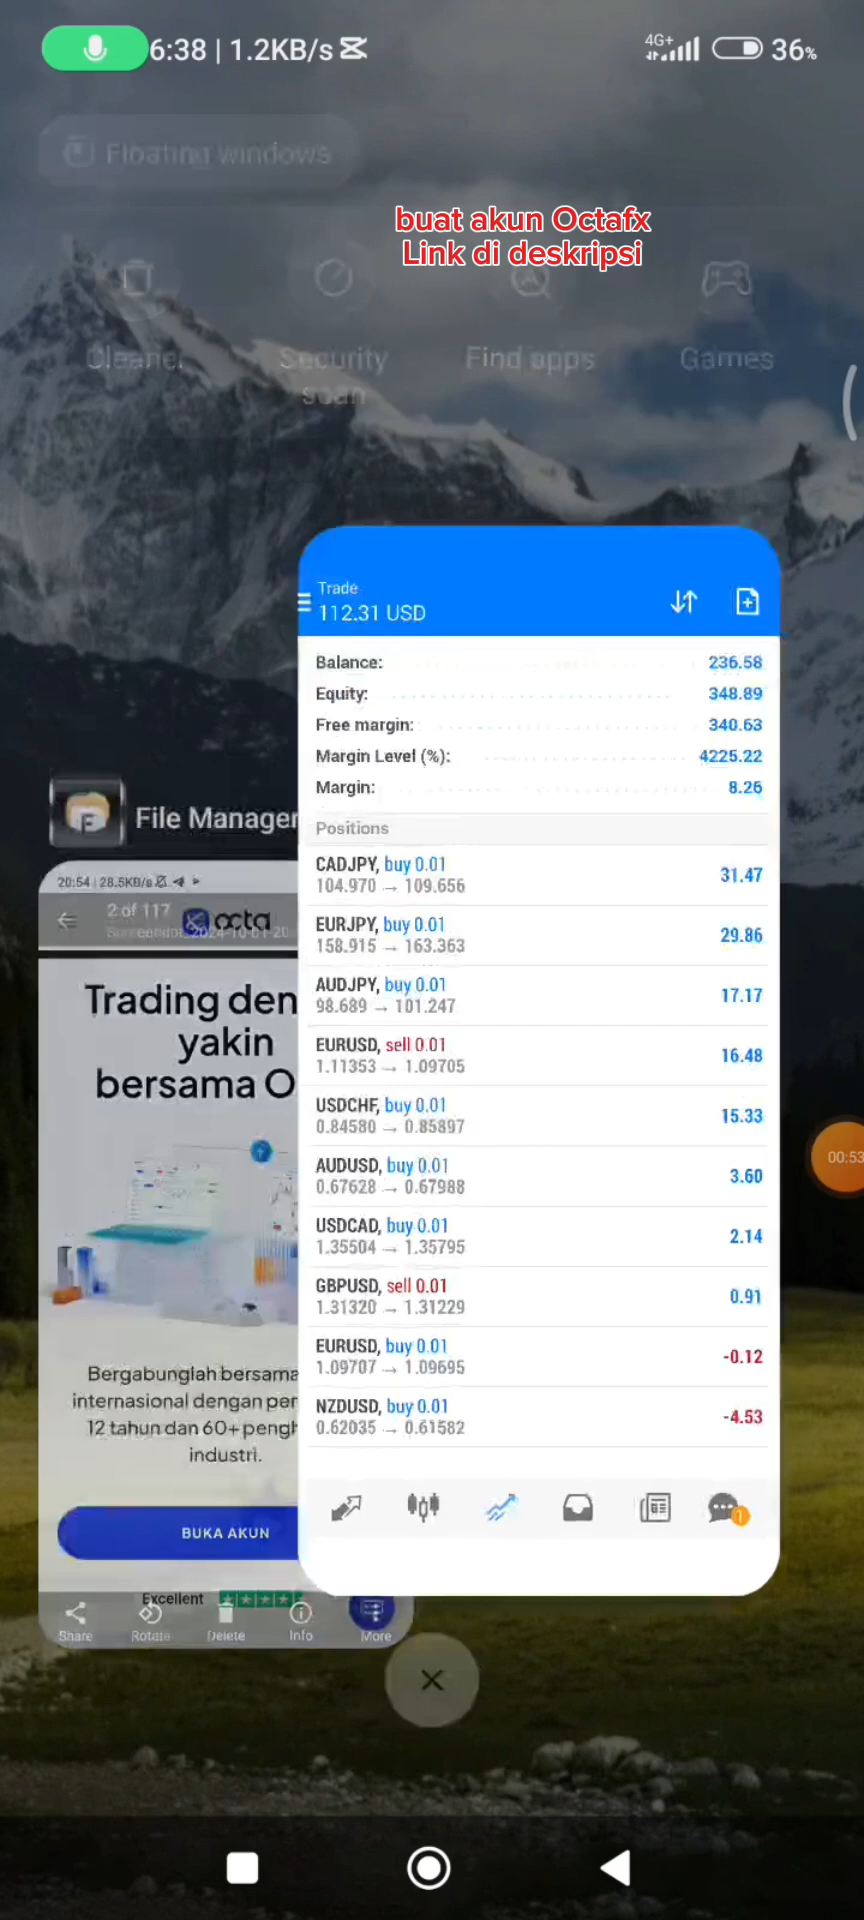 6:38 | 1.2KB/s
4G+
36%
Floating windows
buat akun Octafx
Link di deskripsi
Cleaner
Security scan
Find apps
Games
Trade
112.31 USD
Balance: 236.58
Equity: 348.89
Free margin: 340.63
Margin Level (%): 4225.22
Margin: 8.26
Positions
CADJPY, buy 0.01
104.970 → 109.656
31.47
EURJPY, buy 0.01
158.915 → 163.363
29.86
AUDJPY, buy 0.01
98.689 → 101.247
17.17
EURUSD, sell 0.01
1.11353 → 1.09705
16.48
USDCHF, buy 0.01
0.84580 → 0.85897
15.33
AUDUSD, buy 0.01
0.67628 → 0.67988
3.60
USDCAD, buy 0.01
1.35504 → 1.35795
2.14
GBPUSD, sell 0.01
1.31320 → 1.31229
0.91
EURUSD, buy 0.01
1.09707 → 1.09695
-0.12
NZDUSD, buy 0.01
0.62035 → 0.61582
-4.53
1
File Manager
20:54 | 28.5KB/s
2 of 117
octa
Trading den
yakin
bersama O
Bergabunglah bersama
internasional dengan per
12 tahun dan 60+ pengh
industri.
BUKA AKUN
Excellent
Share
Rotate
Delete
Info
More
00:53